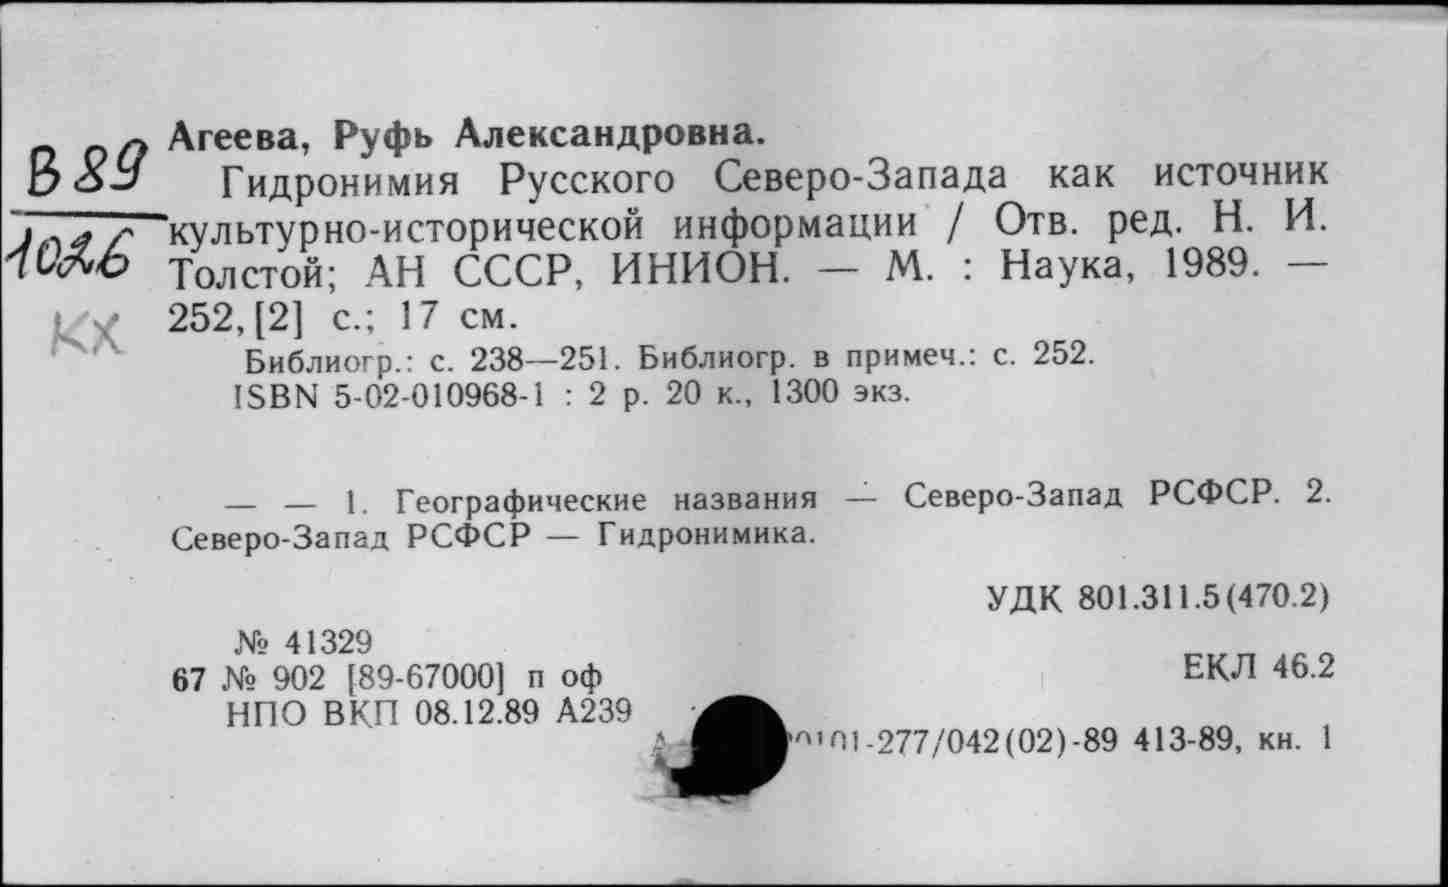 В 89
1026
кх
Агеева, Руфь Александровна.
Гидронимия Русского Северо-Запада как источник
культурно-исторической информации / Отв. ред. Н. И.
Толстой; АН СССР, ИНИОН. — М. : Наука, 1989. —
252, [2] с.; 17 см.
Библиогр.: с. 238—251. Библиогр. в примеч.: с. 252.
ISBN 5-02-010968-1 : 2 р. 20 к., 1300 экз.
— — 1. Географические названия — Северо-Запад РСФСР. 2.
Северо-Запад РСФСР — Гидронимика.
УДК 801.311.5(470.2)
№ 41329
67 № 902 [89-67000] п оф
ЕКЛ 46.2
НПО ВКП 08.12.89 А239
01-277/042(02)-89 413-89, кн. 1